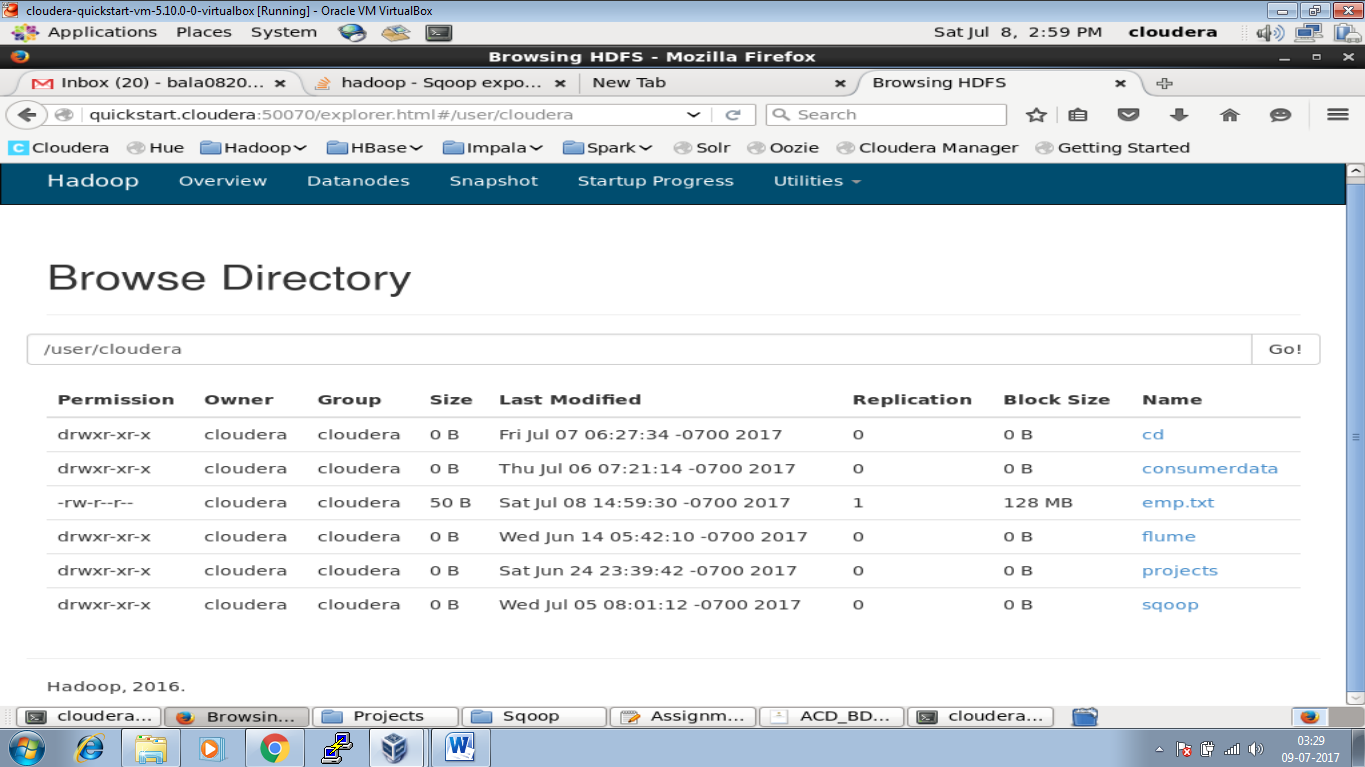 cloudera-quickstart-vm-5.10.0-0-virtualbox [Running] - Oracle VM VirtualBox
Applications Places System Sat Jul 8, 2:59 PM cloudera
Browsing HDFS - Mozilla Firefox
Inbox (20) - bala0820... hadoop - Sqoop expo... New Tab Browsing HDFS
quickstart.cloudera:50070/explorer.html#/user/cloudera Search
C Cloudera Hue Hadoop HBase Impala Spark Solr Oozie Cloudera Manager Getting Started
Hadoop Overview Datanodes Snapshot Startup Progress Utilities
Browse Directory
/user/cloudera Go!
Permission Owner Group Size Last Modified Replication Block Size Name
drwxr-xr-x cloudera cloudera 0 B Fri Jul 07 06:27:34 -0700 2017 0 0 B cd
drwxr-xr-x cloudera cloudera 0 B Thu Jul 06 07:21:14 -0700 2017 0 0 B consumerdata
-rw-r--r-- cloudera cloudera 50 B Sat Jul 08 14:59:30 -0700 2017 1 128 MB emp.txt
drwxr-xr-x cloudera cloudera 0 B Wed Jun 14 05:42:10 -0700 2017 0 0 B flume
drwxr-xr-x cloudera cloudera 0 B Sat Jun 24 23:39:42 -0700 2017 0 0 B projects
drwxr-xr-x cloudera cloudera 0 B Wed Jul 05 08:01:12 -0700 2017 0 0 B sqoop
Hadoop, 2016.
cloudera... Browsin... Projects Sqoop Assignm... ACD_BD... cloudera...
W 03:29
09-07-2017